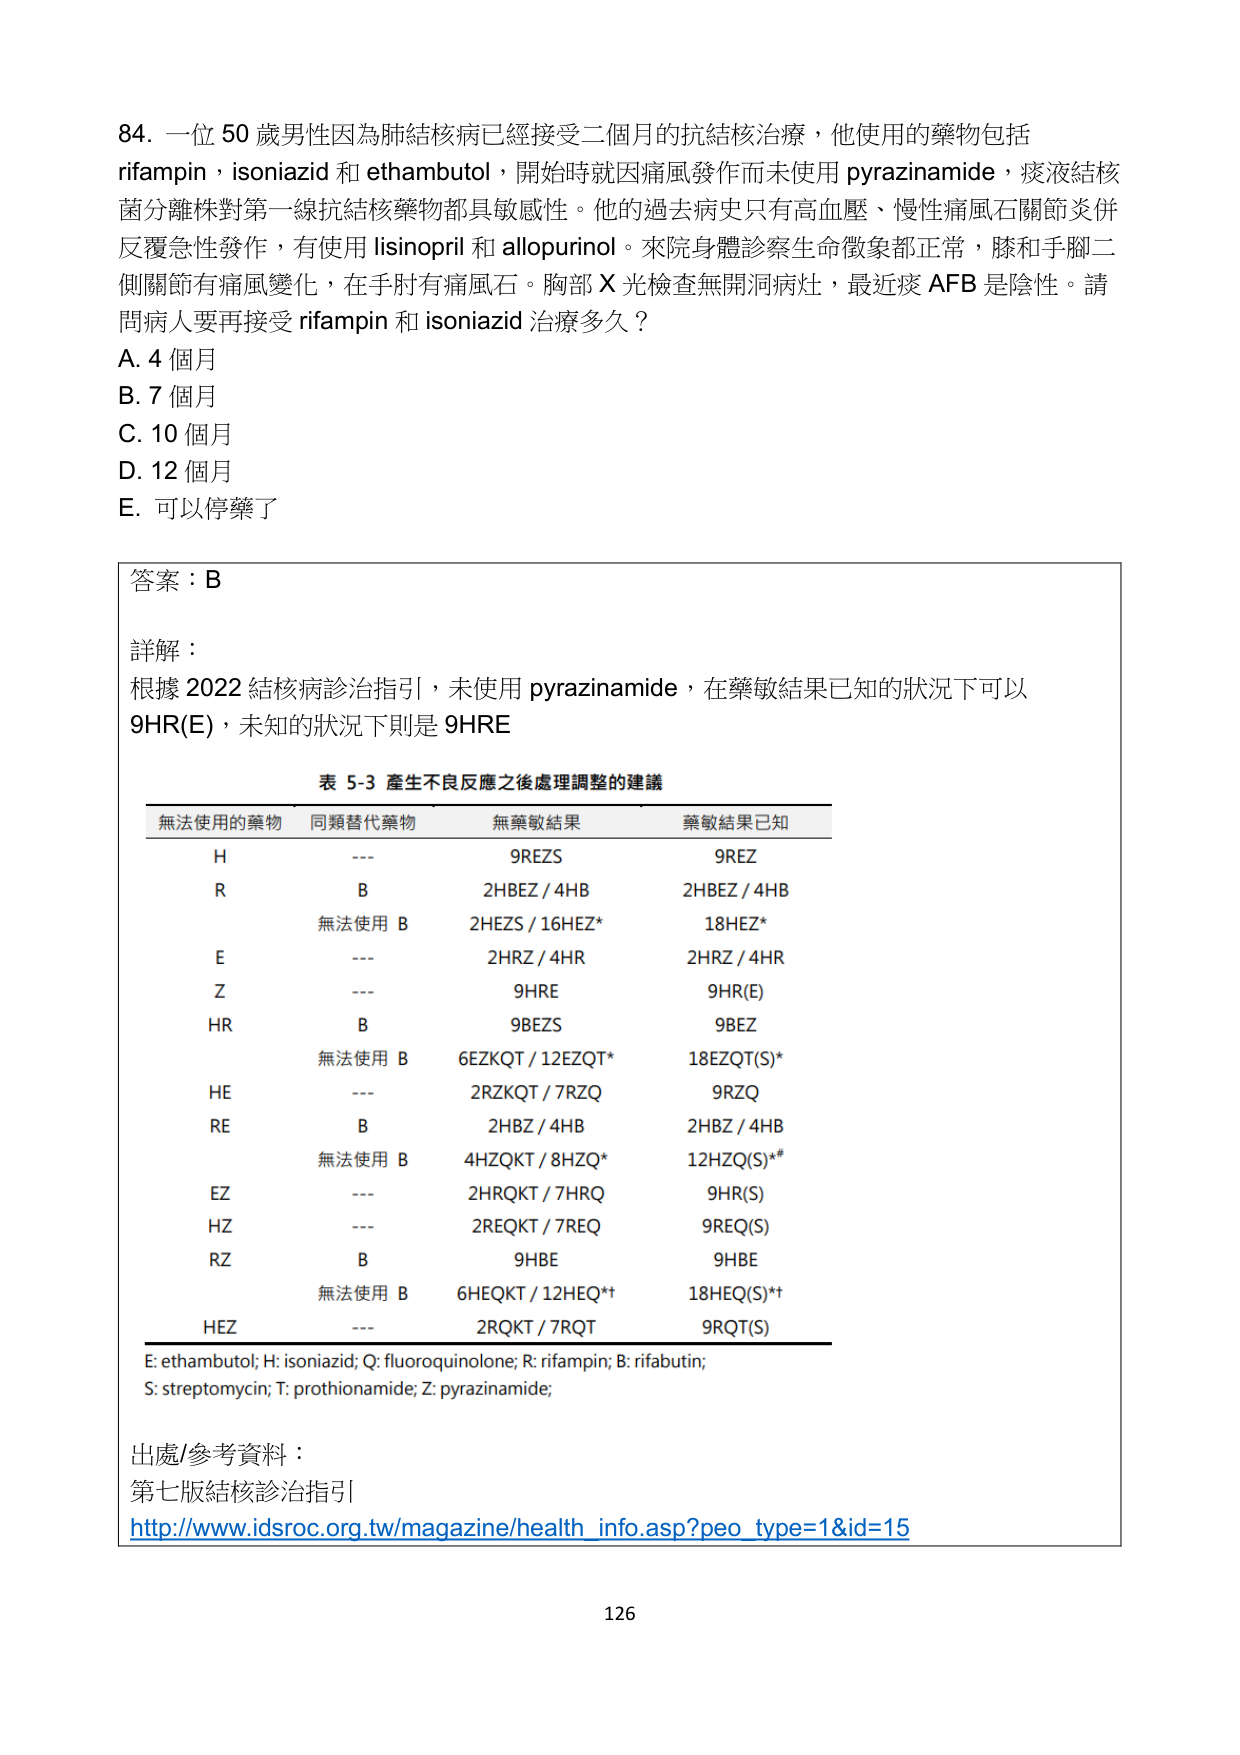 84. 一位 50 歲男性因為肺結核病已經接受二個月的抗結核治療，他使用的藥物包括
rifampin，isoniazid 和 ethambutol，開始時就因痛風發作而未使用 pyrazinamide，痰液結核
菌分離株對第一線抗結核藥物都具敏感性。他的過去病史只有高血壓、慢性痛風石關節炎併
反覆急性發作，有使用 lisinopril 和 allopurinol。來院身體診察生命徵象都正常，膝和手腳二
側關節有痛風變化，在手肘有痛風石。胸部 X 光檢查無開洞病灶，最近痰 AFB 是陰性。請
問病人要再接受 rifampin 和 isoniazid 治療多久？
A. 4 個月
B. 7 個月
C. 10 個月
D. 12 個月
E. 可以停藥了
答案：B
詳解：
根據 2022 結核病診治指引，未使用 pyrazinamide，在藥敏結果已知的狀況下可以
9HR(E)，未知的狀況下則是 9HRE
表 5-3 產生不良反應之後處理調整的建議
無法使用的藥物 同類替代藥物 無藥敏結果 藥敏結果已知
H --- 9REZS 9REZ
R B 2HBEZ / 4HB 2HBEZ / 4HB
無法使用 B 2HEZS / 16HEZ* 18HEZ*
E --- 2HRZ / 4HR 2HRZ / 4HR
Z --- 9HRE 9HR(E)
HR B 9BEZS 9BEZ
無法使用 B 6EZKQT / 12EZQT* 18EZQT(S)*
HE --- 2RZKQT / 7RZQ 9RZQ
RE B 2HBZ / 4HB 2HBZ / 4HB
無法使用 B 4HZQKT / 8HZQ* 12HZQ(S)*#
EZ --- 2HRQKT / 7HRQ 9HR(S)
HZ --- 2REQKT / 7REQ 9REQ(S)
RZ B 9HBE 9HBE
無法使用 B 6HEQKT / 12HEQ*† 18HEQ(S)*†
HEZ --- 2RQKT / 7RQT 9RQT(S)
E: ethambutol; H: isoniazid; Q: fluoroquinolone; R: rifampin; B: rifabutin;
S: streptomycin; T: prothionamide; Z: pyrazinamide;
出處/參考資料：
第七版結核診治指引
http://www.idsroc.org.tw/magazine/health_info.asp?peo_type=1&id=15
126